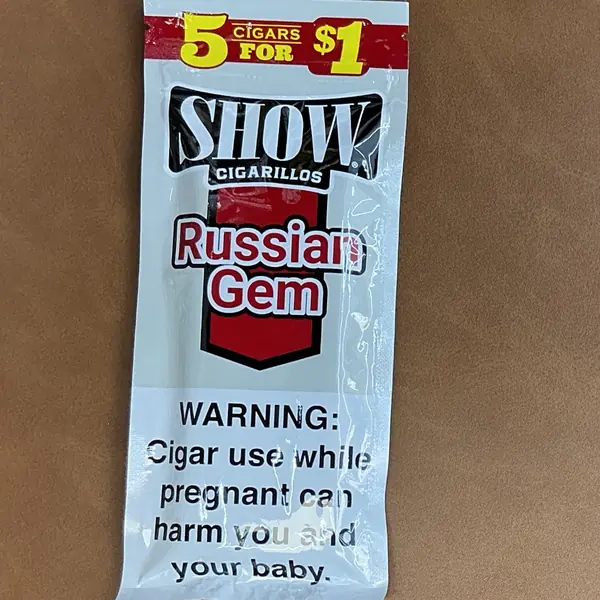 5 CIGARS FOR $1
SHOW®
CIGARILLOS
Russian
Gem
WARNING:
Cigar use while
pregnant can
harm you and
your baby.